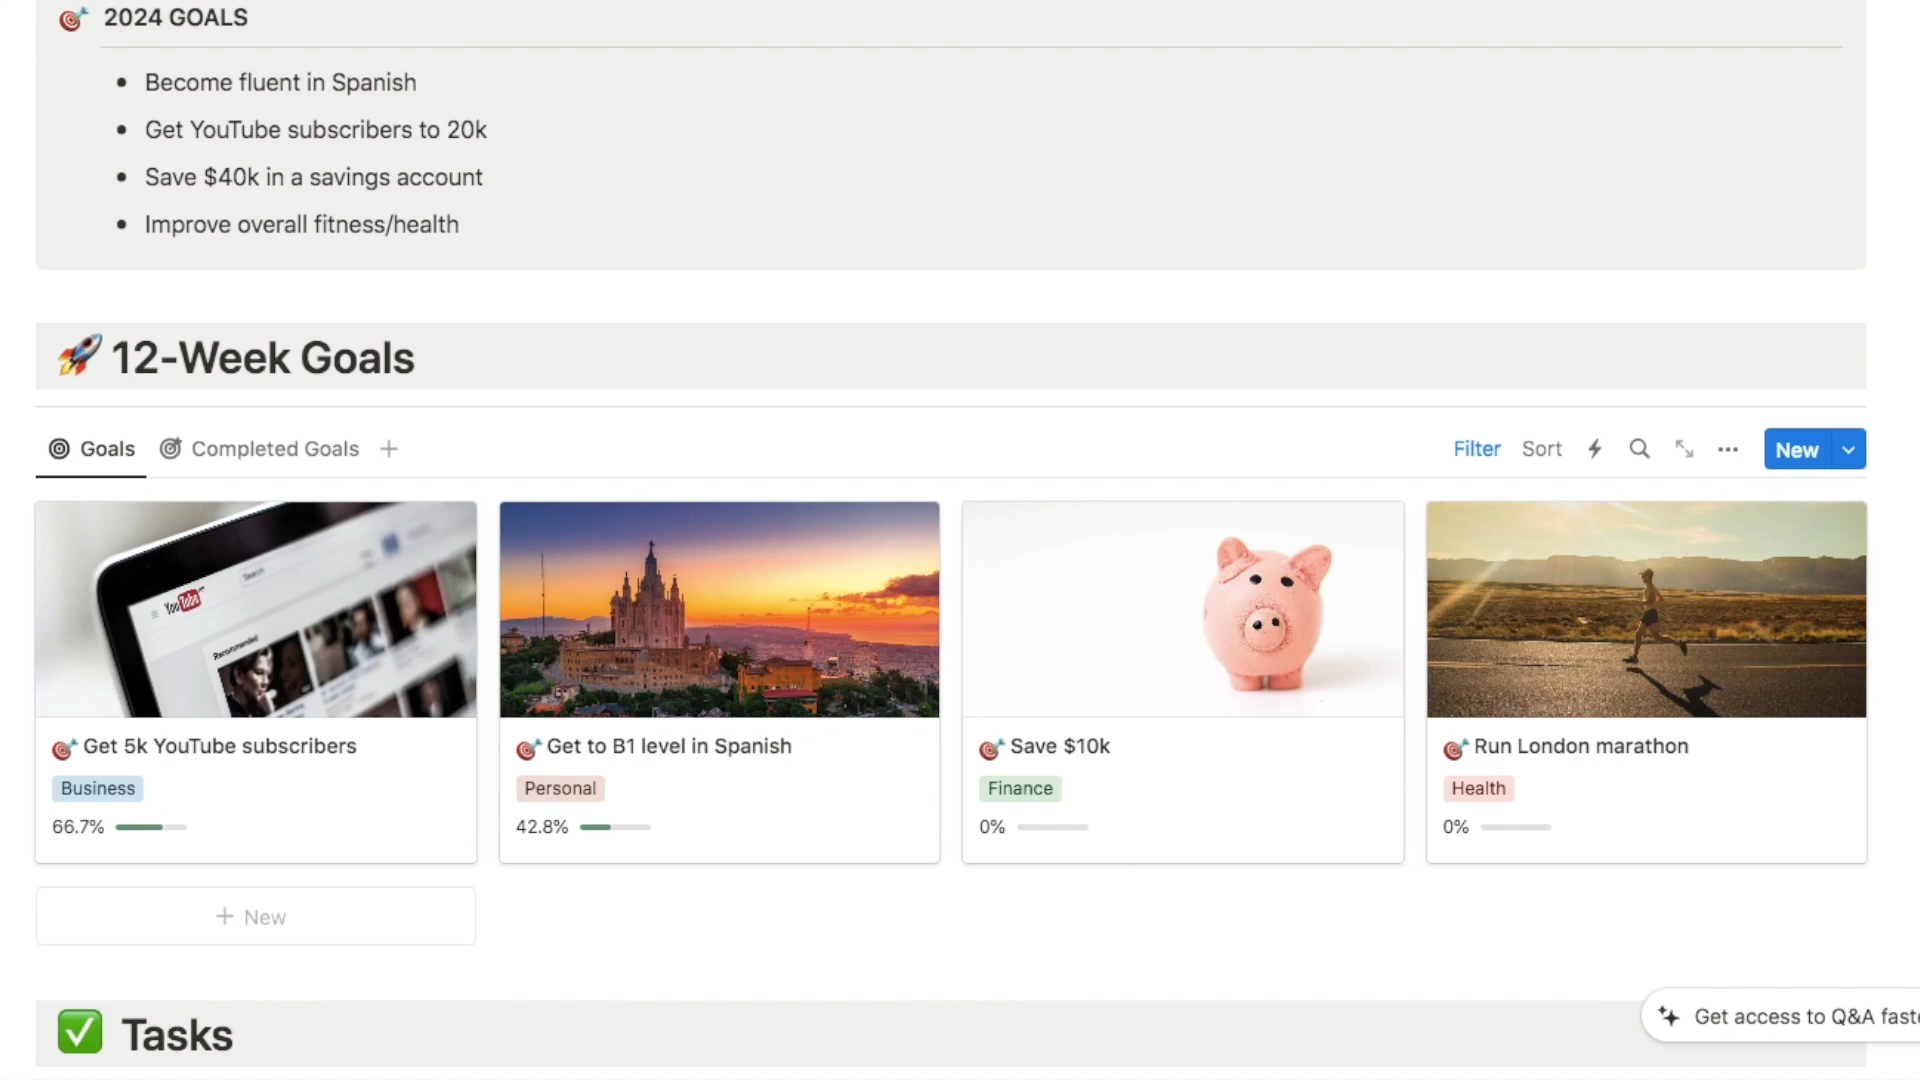 2024 GOALS
• Become fluent in Spanish
• Get YouTube subscribers to 20k
• Save $40k in a savings account
• Improve overall fitness/health
12-Week Goals
Goals
Completed Goals
Filter
Sort
New
YouTube
Search
Recommended
Get 5k YouTube subscribers
Business
66.7%
Get to B1 level in Spanish
Personal
42.8%
Save $10k
Finance
0%
Run London marathon
Health
0%
+ New
Tasks
Get access to Q&A faste